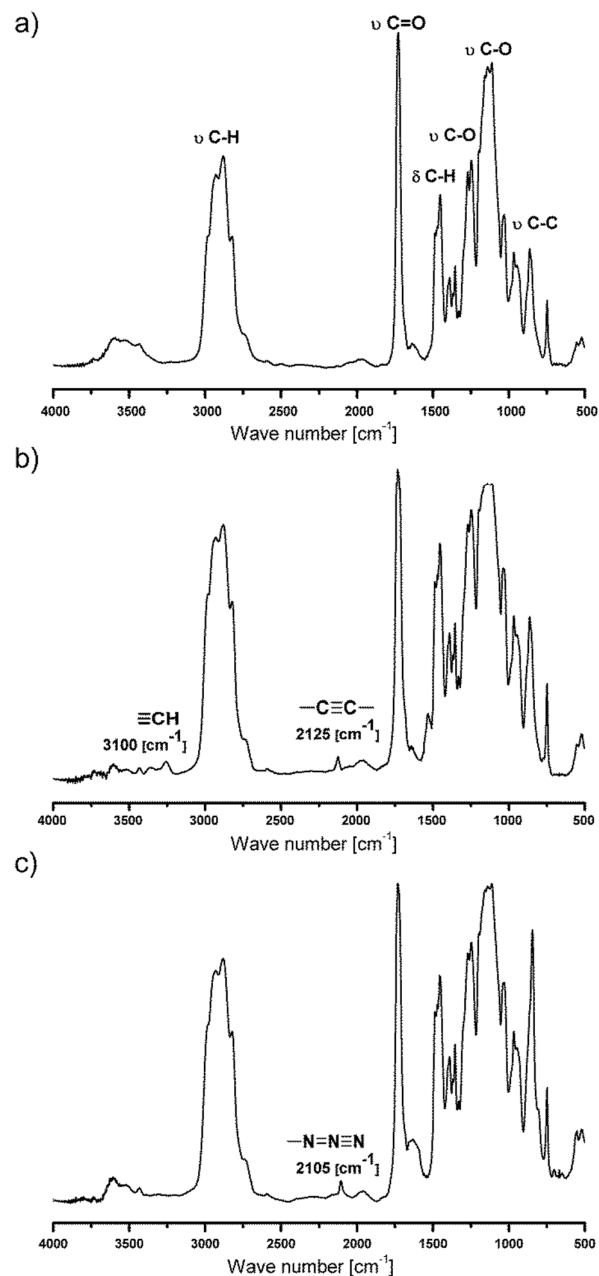 a)
υ C=O
υ C-O
υ C-H
υ C-O
δ C-H
υ C-C
4000 3500 3000 2500 2000 1500 1000 500
Wave number [cm⁻¹]
b)
≡CH
3100 [cm⁻¹]
—C≡C—
2125 [cm⁻¹]
4000 3500 3000 2500 2000 1500 1000 500
Wave number [cm⁻¹]
c)
—N=N≡N
2105 [cm⁻¹]
4000 3500 3000 2500 2000 1500 1000 500
Wave number [cm⁻¹]